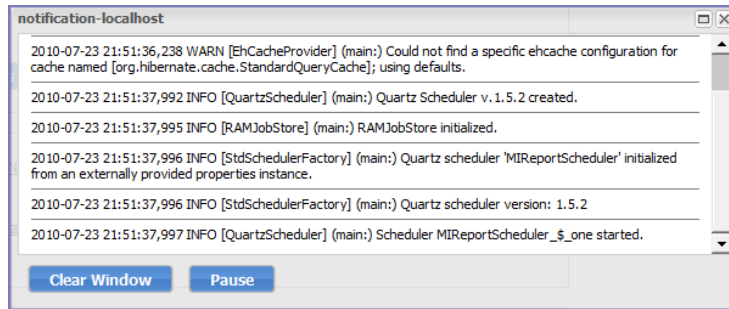 notification-localhost
2010-07-23 21:51:36,238 WARN [EhCacheProvider] (main:) Could not find a specific ehcache configuration for
cache named [org.hibernate.cache.StandardQueryCache]; using defaults.
2010-07-23 21:51:37,992 INFO [QuartzScheduler] (main:) Quartz Scheduler v.1.5.2 created.
2010-07-23 21:51:37,995 INFO [RAMJobStore] (main:) RAMJobStore initialized.
2010-07-23 21:51:37,996 INFO [StdSchedulerFactory] (main:) Quartz scheduler 'MIReportScheduler' initialized
from an externally provided properties instance.
2010-07-23 21:51:37,996 INFO [StdSchedulerFactory] (main:) Quartz scheduler version: 1.5.2
2010-07-23 21:51:37,997 INFO [QuartzScheduler] (main:) Scheduler MIReportScheduler_$_one started.
Clear Window Pause